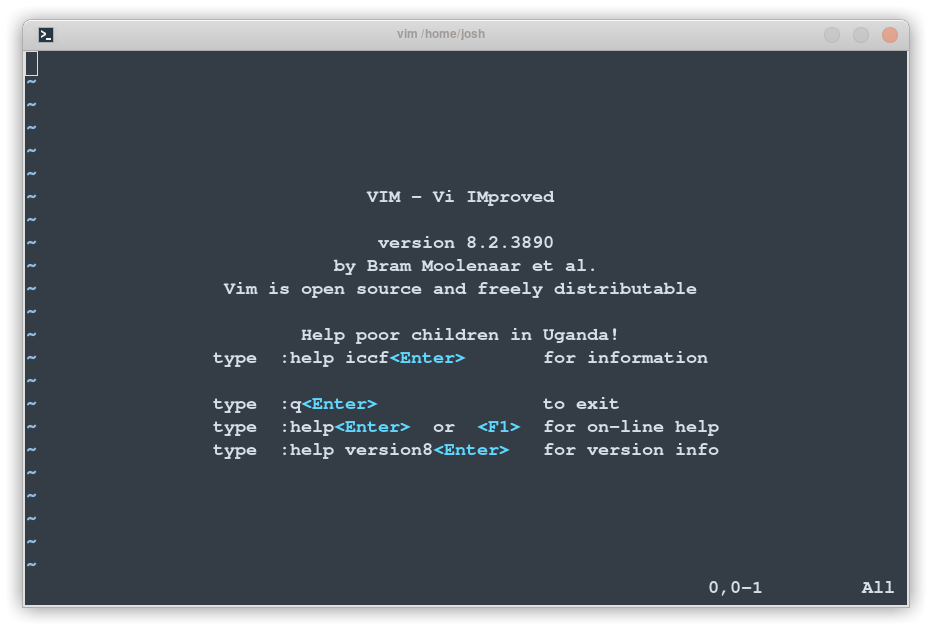 vim /home/josh
~
~
~
~
~
~ VIM - Vi IMproved
~
~ version 8.2.3890
~ by Bram Moolenaar et al.
~ Vim is open source and freely distributable
~
~ Help poor children in Uganda!
~ type :help iccf<Enter> for information
~
~ type :q<Enter> to exit
~ type :help<Enter> or <F1> for on-line help
~ type :help version8<Enter> for version info
~
~
~
~
~
0,0-1 All